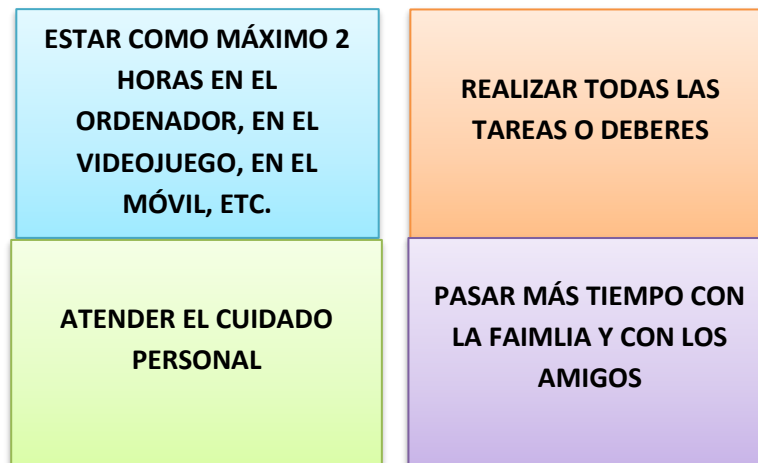 ESTAR COMO MÁXIMO 2
HORAS EN EL
ORDENADOR, EN EL
VIDEOJUEGO, EN EL
MÓVIL, ETC.
REALIZAR TODAS LAS
TAREAS O DEBERES
ATENDER EL CUIDADO
PERSONAL
PASAR MÁS TIEMPO CON
LA FAIMLIA Y CON LOS
AMIGOS